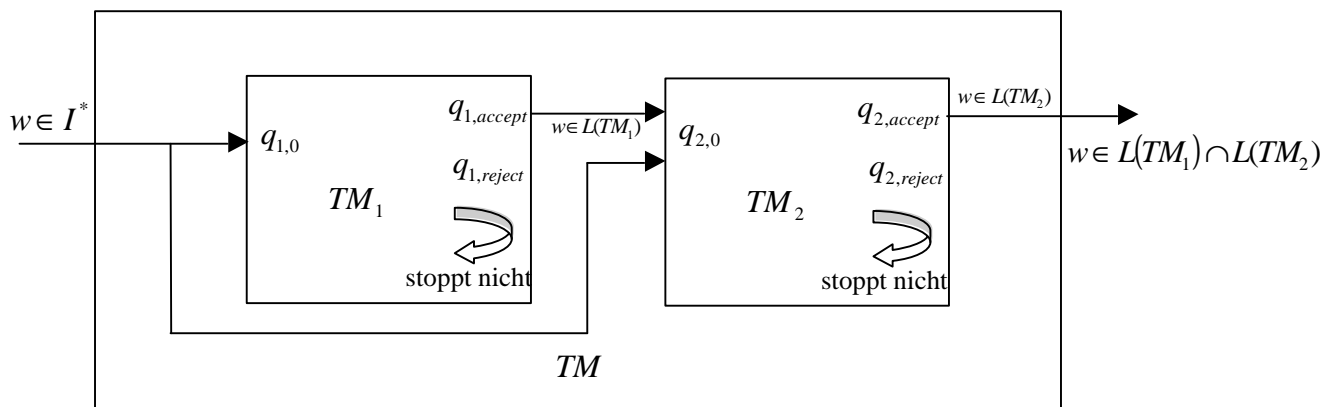 w ∈ I*
q₁,₀
q₁,accept
q₁,reject
TM₁
stoppt nicht
w ∈ L(TM₁)
q₂,₀
q₂,accept
q₂,reject
TM₂
stoppt nicht
w ∈ L(TM₂)
w ∈ L(TM₁) ∩ L(TM₂)
TM